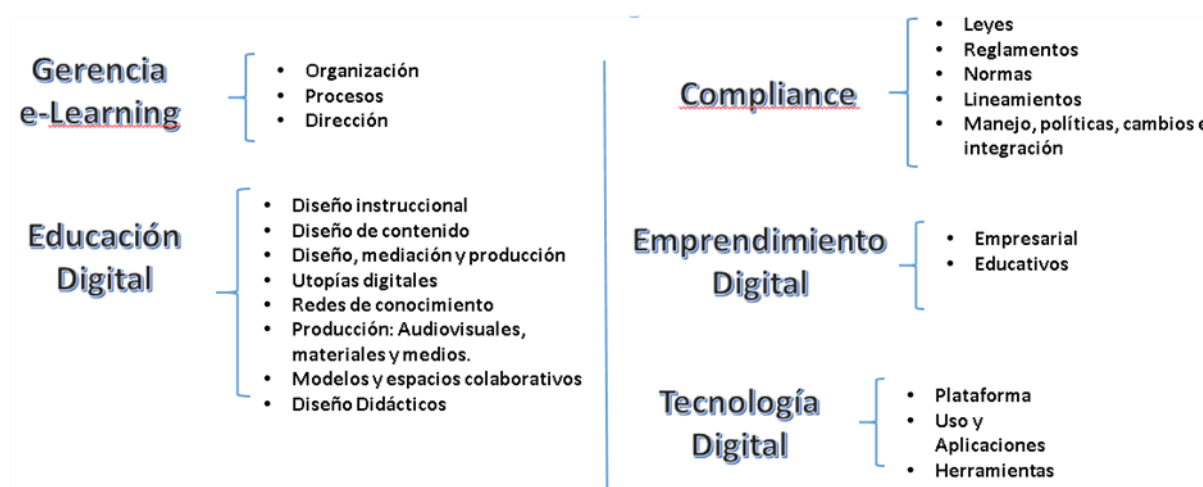 Gerencia
e-Learning
• Organización
• Procesos
• Dirección
Educación
Digital
• Diseño instruccional
• Diseño de contenido
• Diseño, mediación y producción
• Utopías digitales
• Redes de conocimiento
• Producción: Audiovisuales,
materiales y medios.
• Modelos y espacios colaborativos
• Diseño Didácticos
Compliance
• Leyes
• Reglamentos
• Normas
• Lineamientos
• Manejo, políticas, cambios e
integración
Emprendimiento
Digital
• Empresarial
• Educativos
Tecnología
Digital
• Plataforma
• Uso y
Aplicaciones
• Herramientas